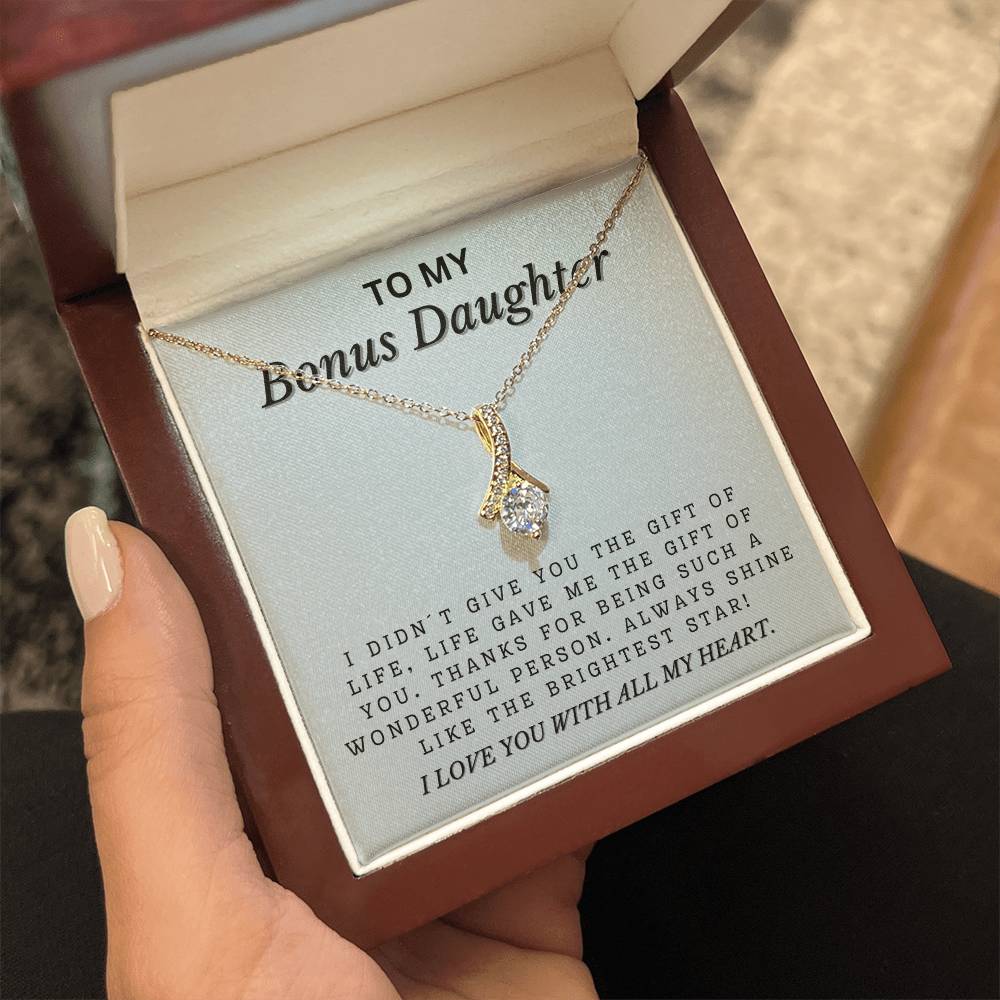 TO MY
Bonus Daughter
I DIDN´T GIVE YOU THE GIFT OF
LIFE, LIFE GAVE ME THE GIFT OF
YOU. THANKS FOR BEING SUCH A
WONDERFUL PERSON. ALWAYS SHINE
LIKE THE BRIGHTEST STAR!
I LOVE YOU WITH ALL MY HEART.